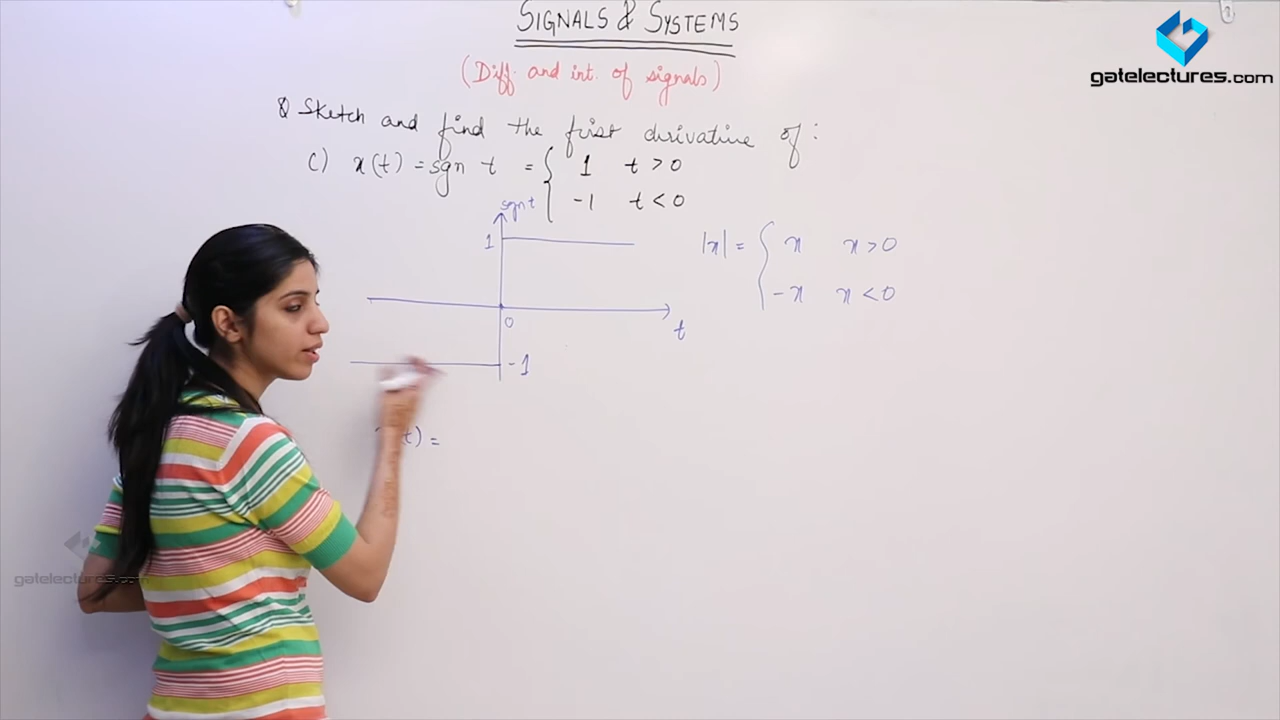 SIGNALS & SYSTEMS
(Diff. and int. of signals)
gatelectures.com
Q Sketch and find the first derivative of :
c) x(t) = sgn t = { 1 t > 0
-1 t < 0
sgn t
1
|x| = { x x > 0
-x x < 0
0
t
-1
(t) =
gatelectures.com